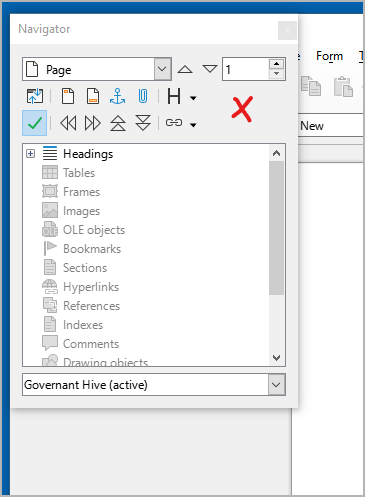 Navigator
Form
Page
1
New
Headings
Tables
Frames
Images
OLE objects
Bookmarks
Sections
Hyperlinks
References
Indexes
Comments
Drawing objects
Governant Hive (active)